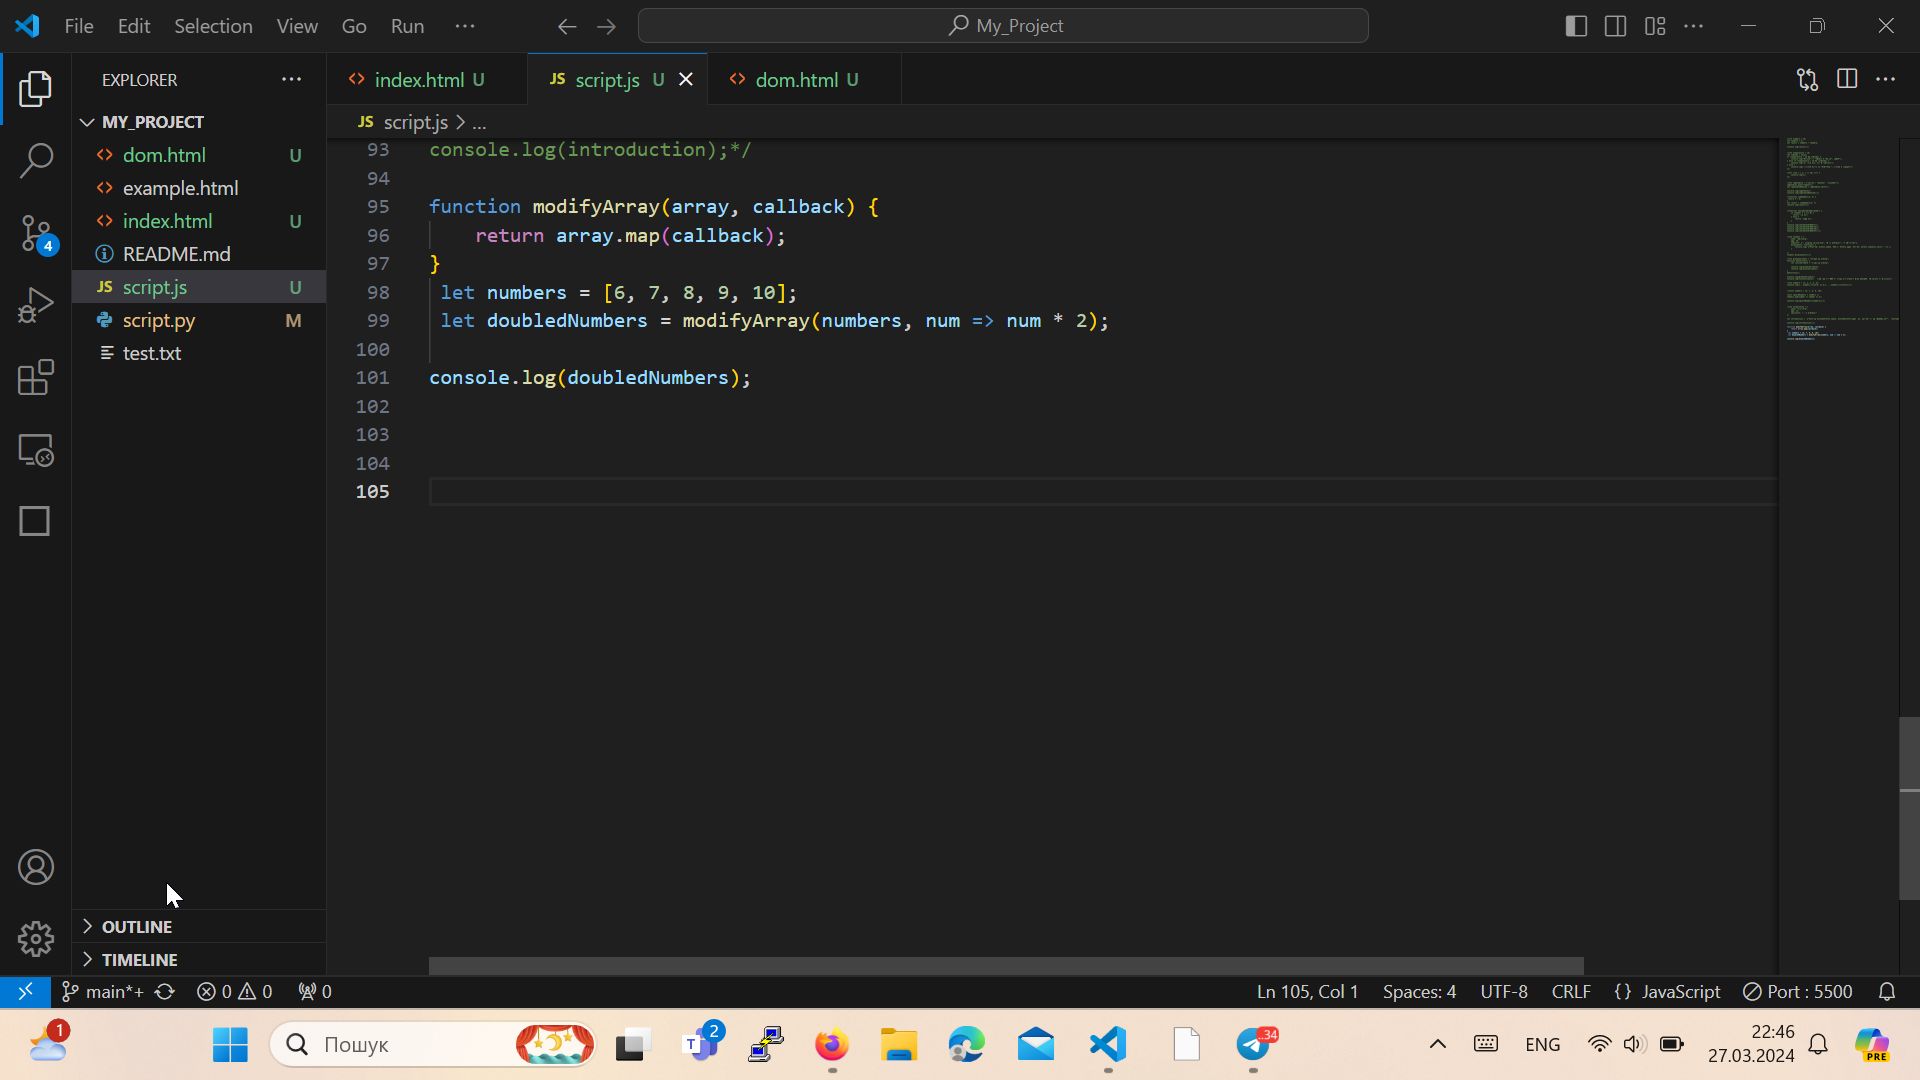 File Edit Selection View Go Run ··· My_Project
EXPLORER ···
index.html U
JS script.js U
dom.html U
MY_PROJECT
dom.html U
example.html
index.html U
README.md
JS script.js U
script.py M
test.txt
4
JS script.js > ...
93 console.log(introduction);*/
94
95 function modifyArray(array, callback) {
96 return array.map(callback);
97 }
98 let numbers = [6, 7, 8, 9, 10];
99 let doubledNumbers = modifyArray(numbers, num => num * 2);
100
101 console.log(doubledNumbers);
102
103
104
105
OUTLINE
TIMELINE
main*+ 0 0 0 Ln 105, Col 1 Spaces: 4 UTF-8 CRLF {} JavaScript Port : 5500
1 Пошук T 2 .34 ENG 22:46 PRE
27.03.2024